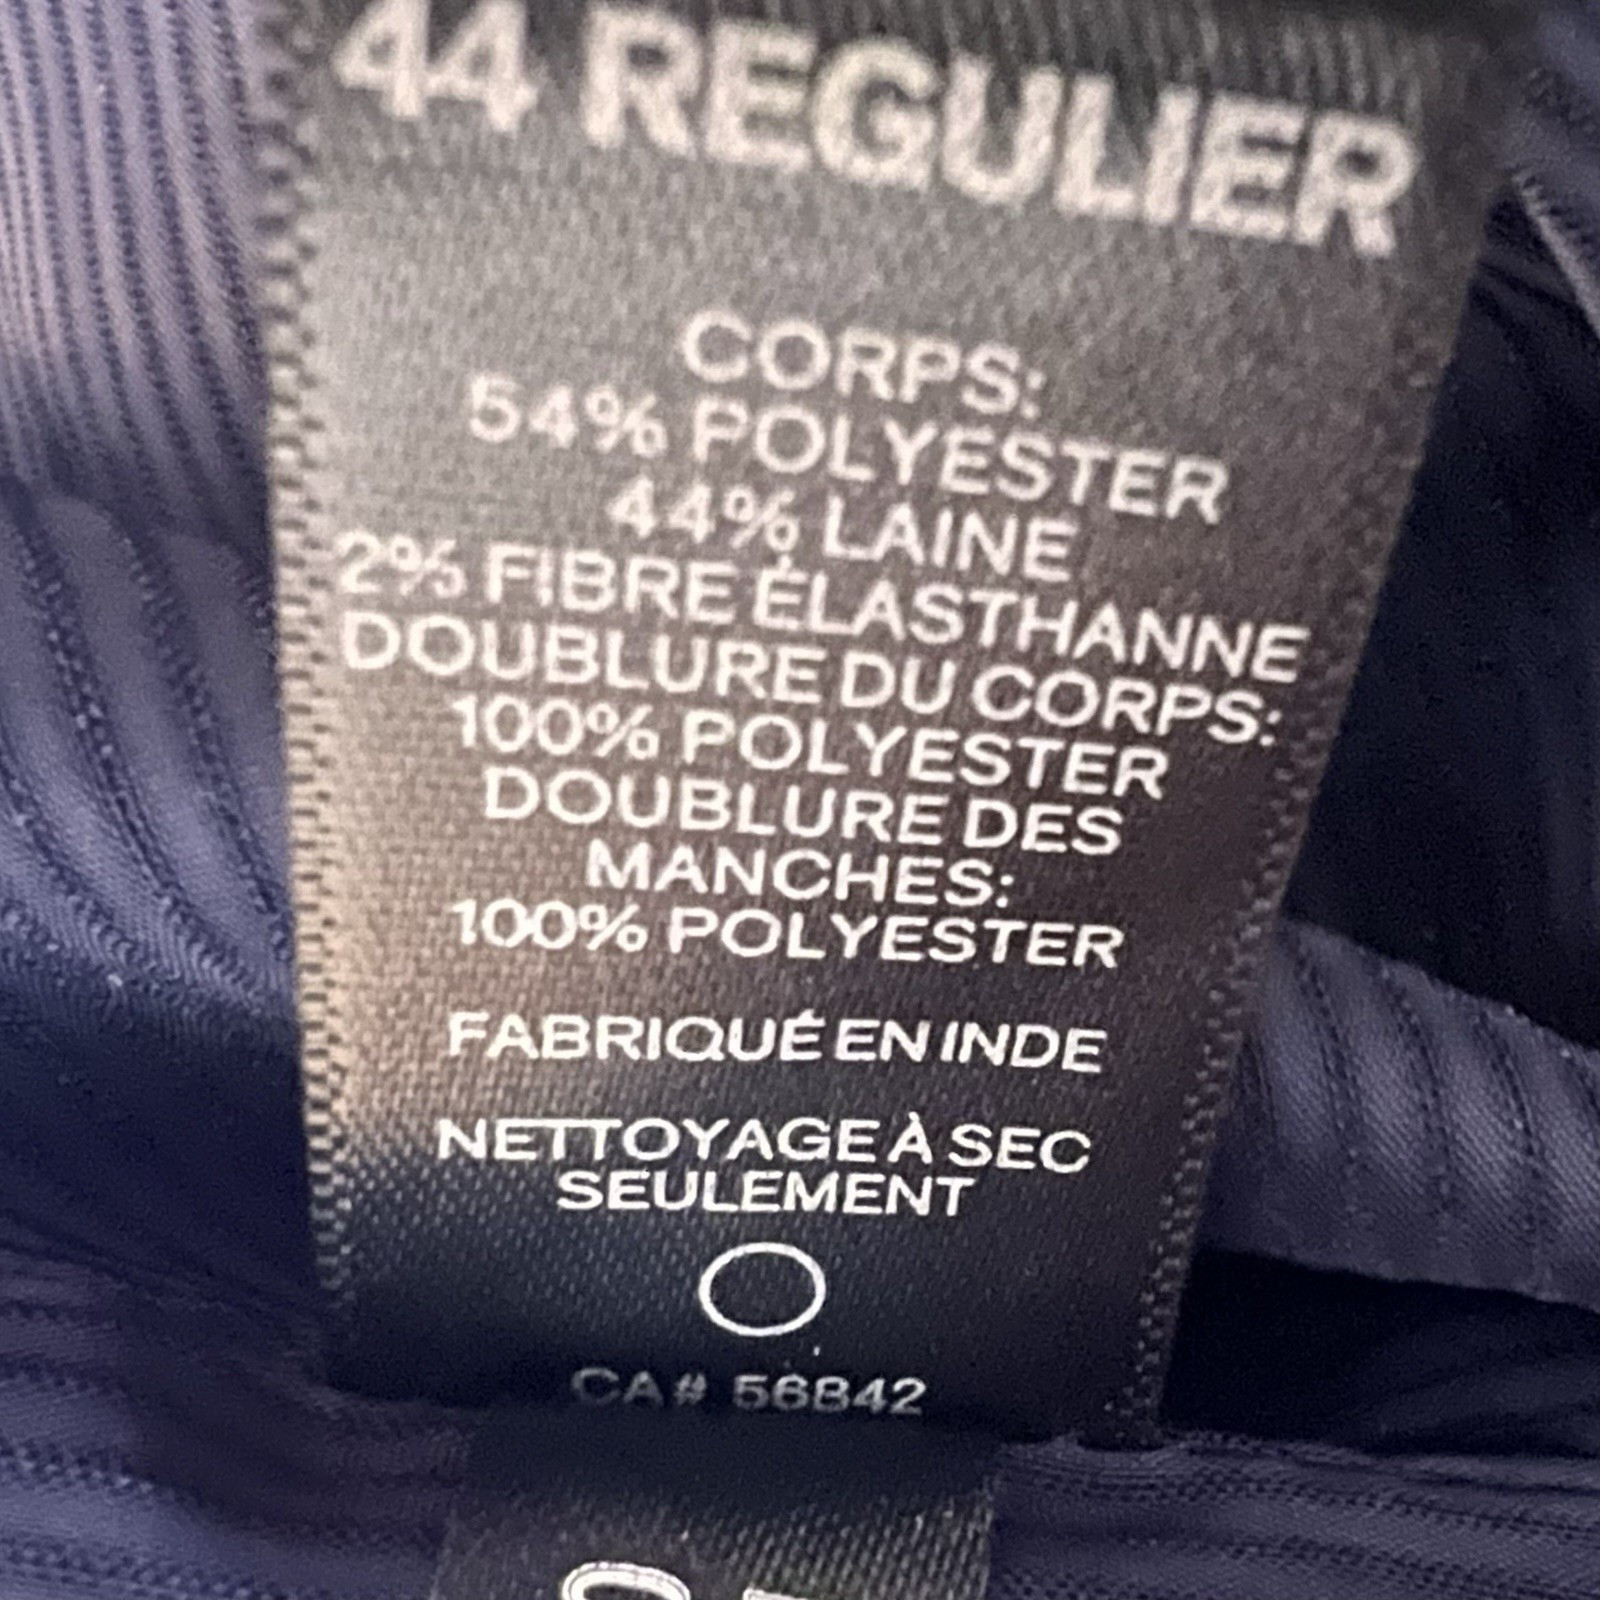 44 REGULIER
CORPS:
54% POLYESTER
44% LAINE
2% FIBRE ÉLASTHANNE
DOUBLURE DU CORPS:
100% POLYESTER
DOUBLURE DES
MANCHES:
100% POLYESTER
FABRIQUÉ EN INDE
NETTOYAGE À SEC
SEULEMENT
CA# 56842